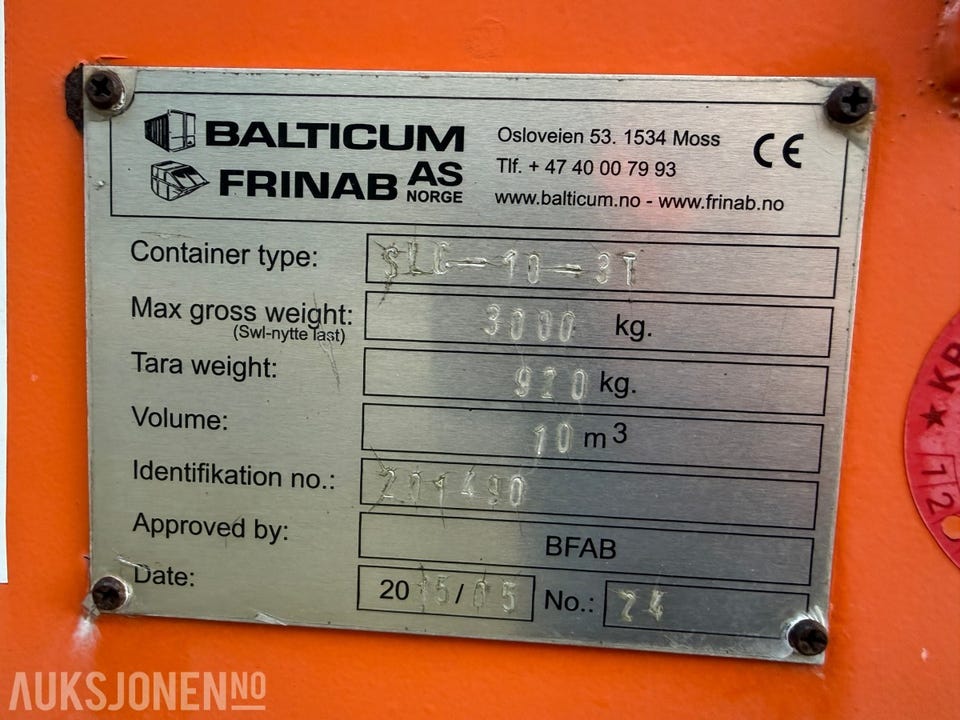 BALTICUM
FRINAB AS NORGE
Osloveien 53. 1534 Moss
Tlf. + 47 40 00 79 93
www.balticum.no - www.frinab.no
CE
Container type: SLC-10-3T
Max gross weight: 3000 kg.
(Swl-nytte last)
Tara weight: 920 kg.
Volume: 10 m3
Identifikation no.: 201490
Approved by: BFAB
Date: 2015/05 No.: 24
KR
12
AUKSJONEN NO